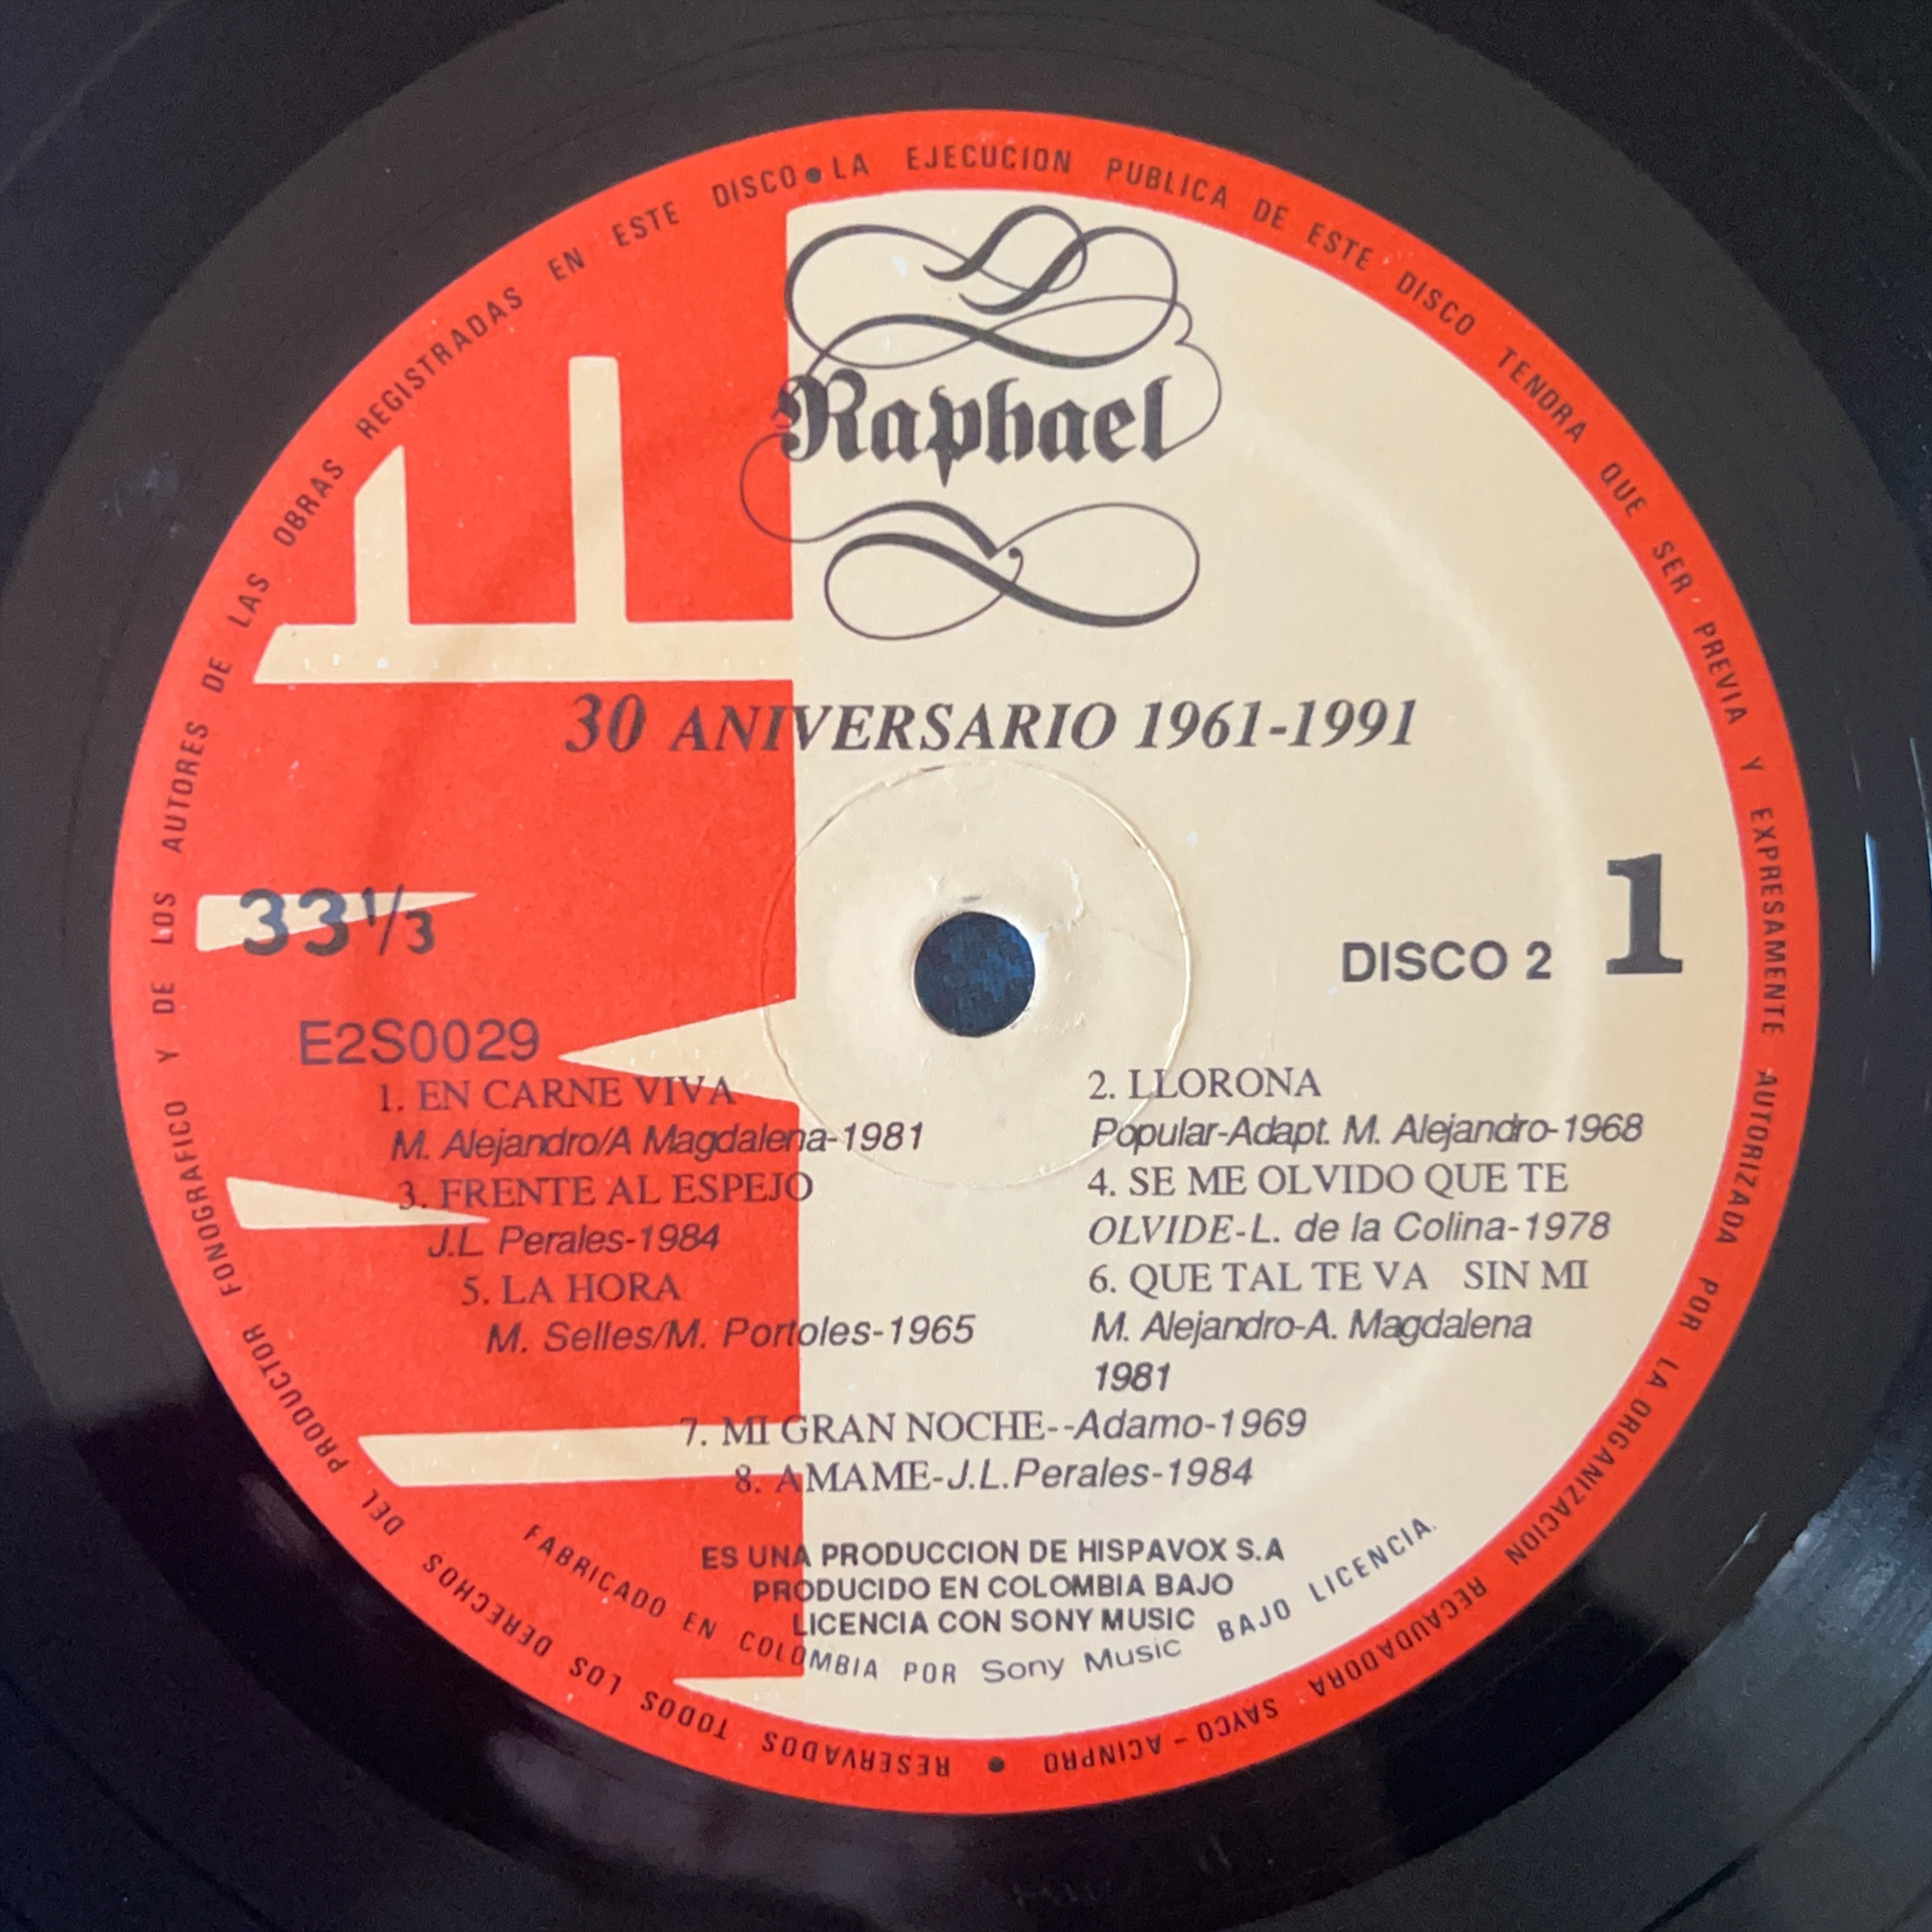 Raphael
30 ANIVERSARIO 1961-1991
33 1/3
DISCO 2
1
E2S0029
1. EN CARNE VIVA
M. Alejandro/A Magdalena-1981
2. LLORONA
Popular-Adapt. M. Alejandro-1968
3. FRENTE AL ESPEJO
J.L Perales-1984
4. SE ME OLVIDO QUE TE
OLVIDE-L. de la Colina-1978
5. LA HORA
M. Selles/M. Portoles-1965
6. QUE TAL TE VA SIN MI
M. Alejandro-A. Magdalena
1981
7. MI GRAN NOCHE--Adamo-1969
8. AMAME-J.L.Perales-1984
ES UNA PRODUCCION DE HISPAVOX S.A
PRODUCIDO EN COLOMBIA BAJO
LICENCIA CON SONY MUSIC
FABRICADO EN COLOMBIA POR Sony Music BAJO LICENCIA.
RESERVADOS TODOS LOS DERECHOS DEL PRODUCTOR FONOGRAFICO Y DE LOS AUTORES DE LAS OBRAS REGISTRADAS EN ESTE DISCO • LA EJECUCION PUBLICA DE ESTE DISCO TENDRA QUE SER PREVIA Y EXPRESAMENTE AUTORIZADA POR LA ORGANIZACION RECAUDADORA SAYCO - ACINPRO •